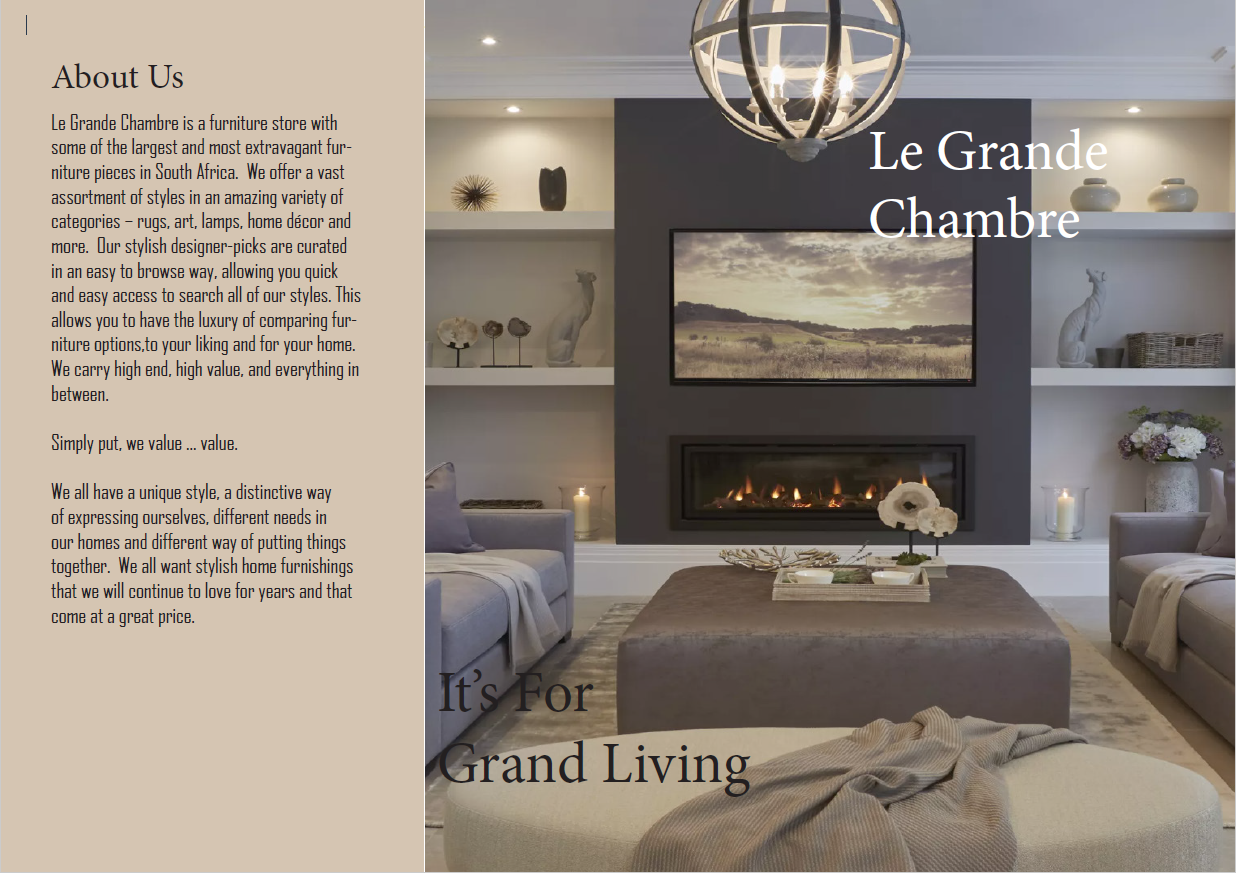 About Us
Le Grande Chambre is a furniture store with
some of the largest and most extravagant fur-
niture pieces in South Africa.  We offer a vast
assortment of styles in an amazing variety of
categories – rugs, art, lamps, home décor and
more.  Our stylish designer-picks are curated
in an easy to browse way, allowing you quick
and easy access to search all of our styles. This
allows you to have the luxury of comparing fur-
niture options,to your liking and for your home.
We carry high end, high value, and everything in
between.
Simply put, we value ... value.
We all have a unique style, a distinctive way
of expressing ourselves, different needs in
our homes and different way of putting things
together.  We all want stylish home furnishings
that we will continue to love for years and that
come at a great price.
Le Grande
Chambre
It’s For
Grand Living